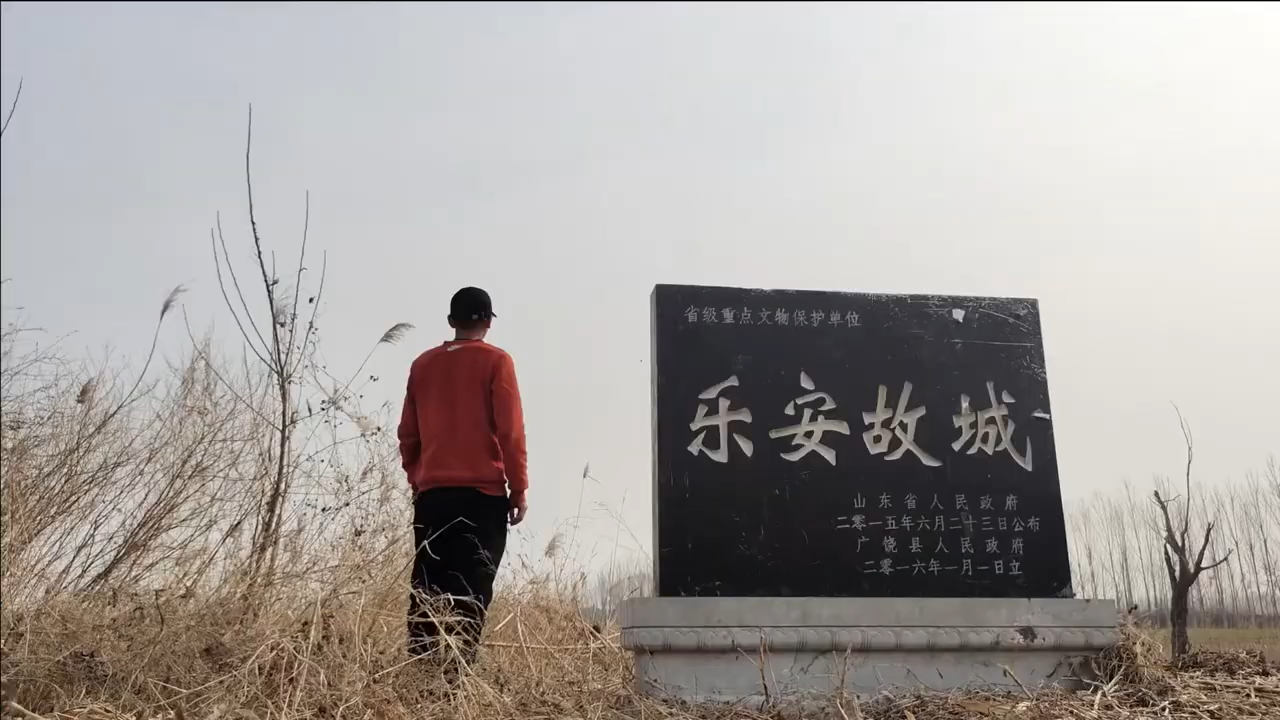 省级重点文物保护单位
乐安故城
山东省人民政府
二零一五年六月二十三日公布
广饶县人民政府
二零一六年一月一日立